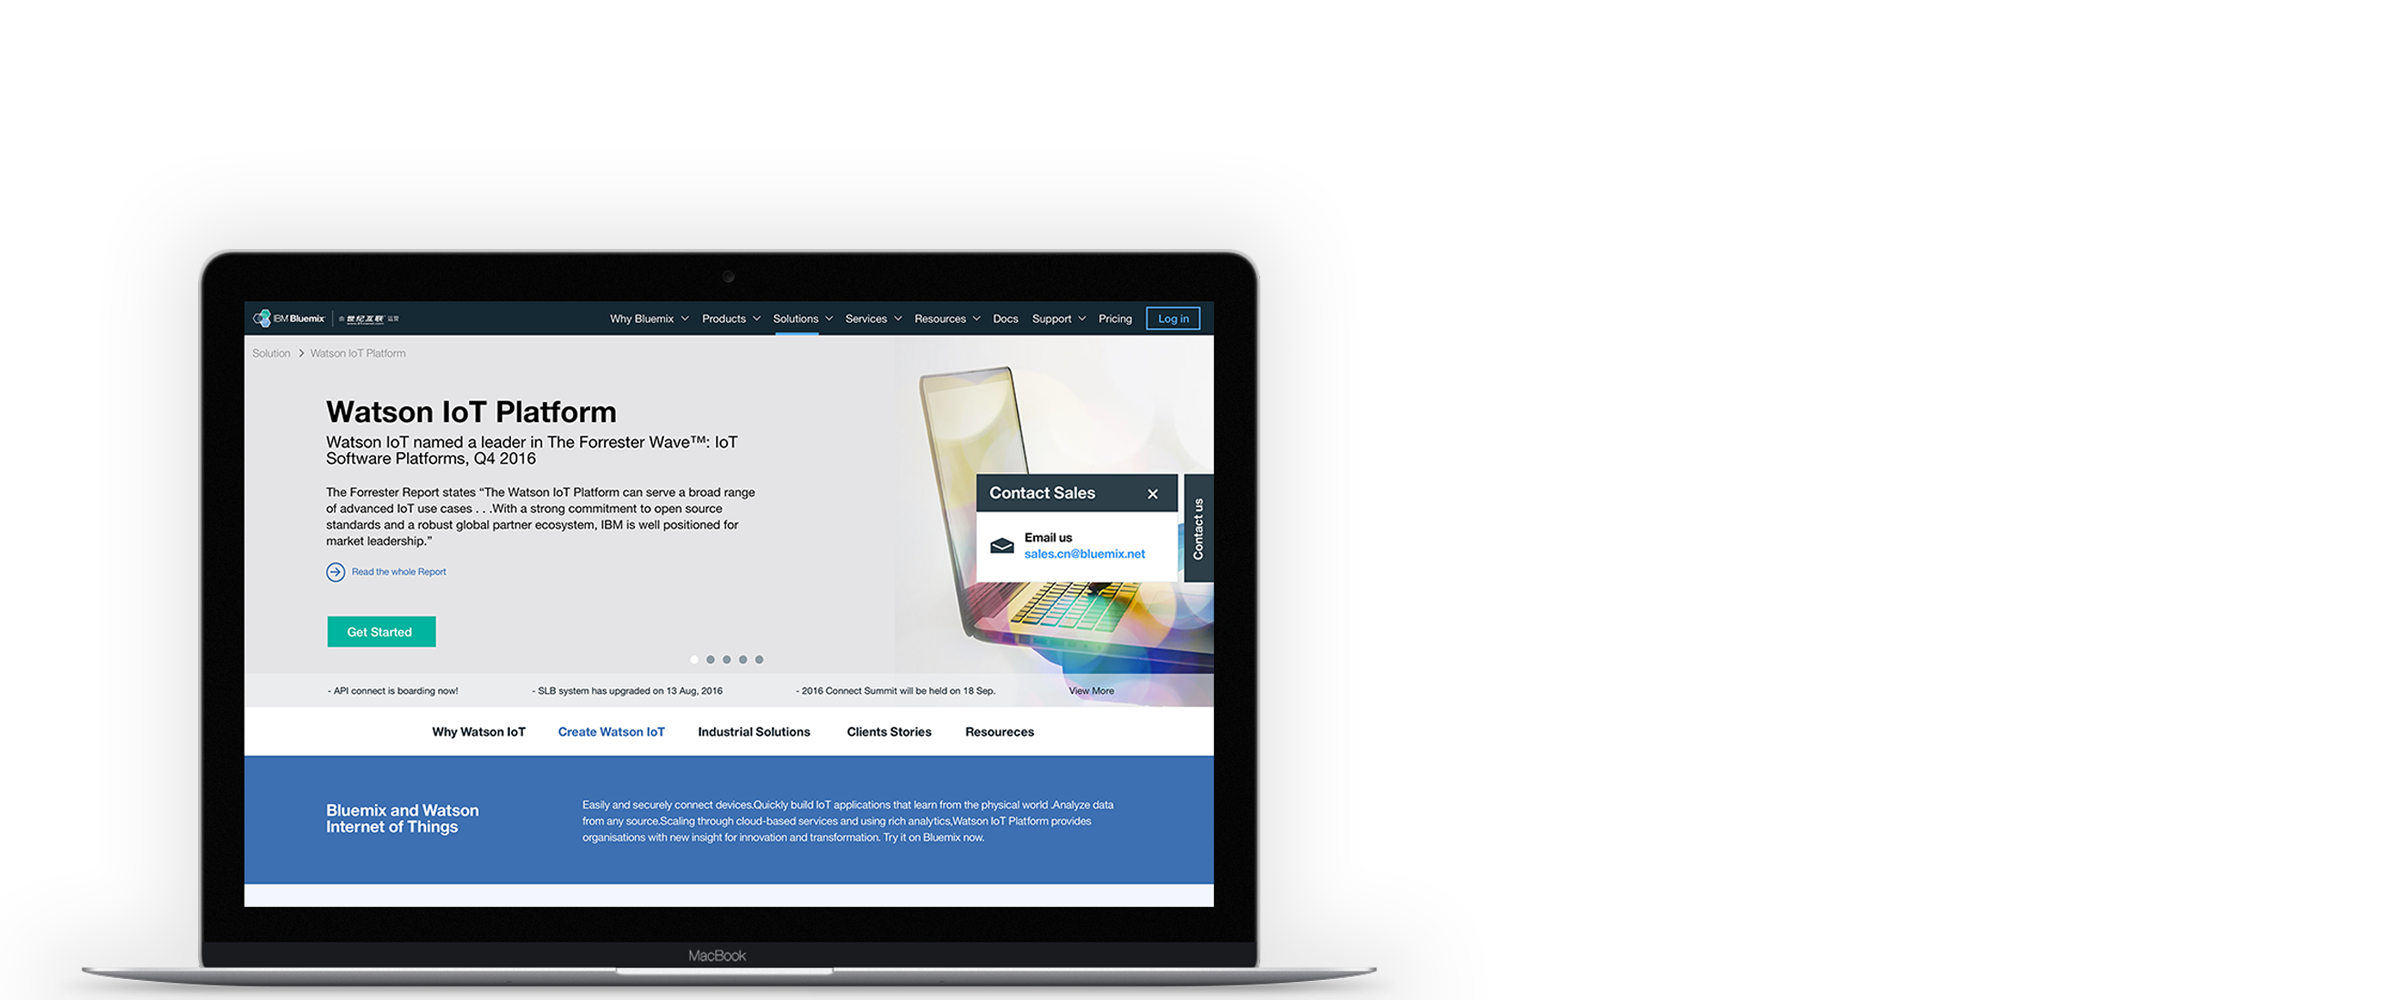 IBM Bluemix 由 世纪互联 运营
Why Bluemix Products Solutions Services Resources Docs Support Pricing Log in
Solution Watson IoT Platform
Watson IoT Platform
Watson IoT named a leader in The Forrester Wave™: IoT
Software Platforms, Q4 2016
The Forrester Report states “The Watson IoT Platform can serve a broad range
of advanced IoT use cases . . .With a strong commitment to open source
standards and a robust global partner ecosystem, IBM is well positioned for
market leadership.”
Read the whole Report
Get Started
Contact Sales
Email us
sales.cn@bluemix.net
Contact us
- API connect is boarding now!
- SLB system has upgraded on 13 Aug, 2016
- 2016 Connect Summit will be held on 18 Sep.
View More
Why Watson IoT Create Watson IoT Industrial Solutions Clients Stories Resoureces
Bluemix and Watson
Internet of Things
Easily and securely connect devices.Quickly build IoT applications that learn from the physical world .Analyze data
from any source.Scaling through cloud-based services and using rich analytics,Watson IoT Platform provides
organisations with new insight for innovation and transformation. Try it on Bluemix now.
MacBook